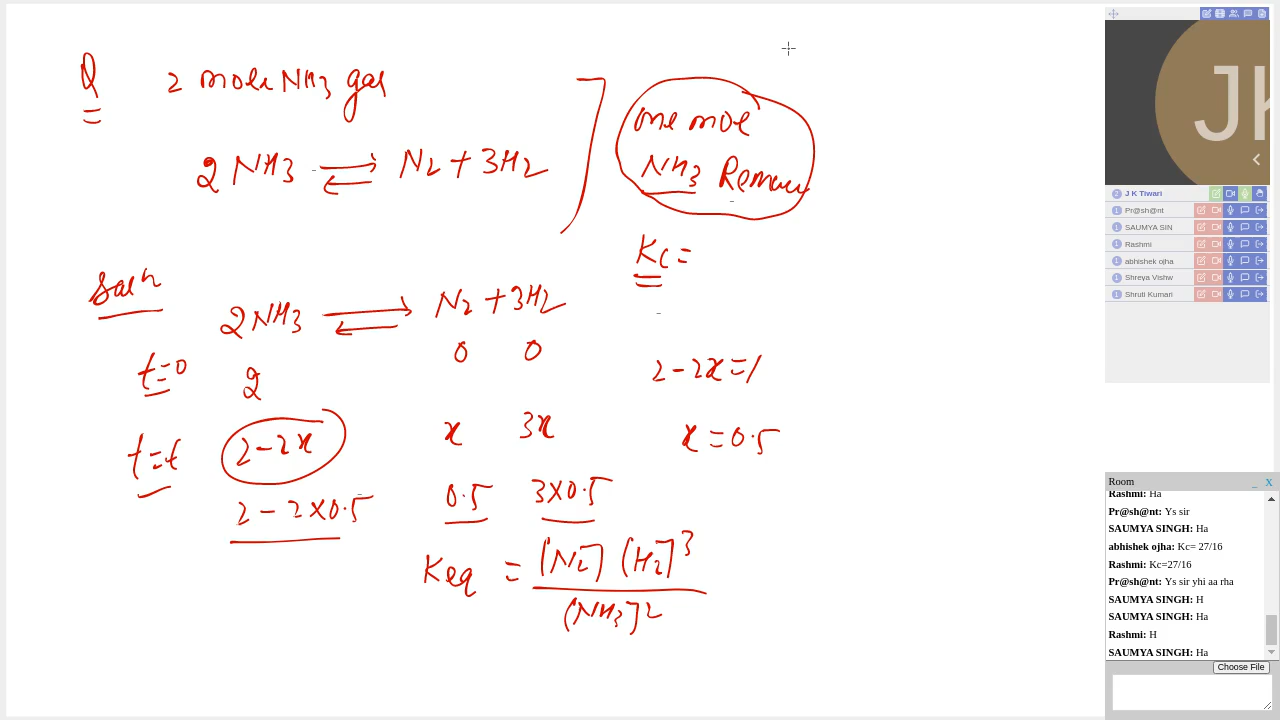 Q 2 mole NH3 gas
2 NH3 ⇌ N2 + 3H2
one mole
NH3 Remain
Kc =
Solⁿ
2NH3 ⇌ N2 + 3H2
t=0 2 0 0
t=t 2-2x x 3x
2-2x0.5 0.5 3x0.5
2-2x=1
x=0.5
Keq = [N2] [H2]3
[NH3]2
JK
J K Tiwari
Pr@sh@nt
SAUMYA SIN
Rashmi
abhishek ojha
Shreya Vishw
Shruti Kumari
Room _ X
Rashmi: Ha
Pr@sh@nt: Ys sir
SAUMYA SINGH: Ha
abhishek ojha: Kc= 27/16
Rashmi: Kc=27/16
Pr@sh@nt: Ys sir yhi aa rha
SAUMYA SINGH: H
SAUMYA SINGH: Ha
Rashmi: H
SAUMYA SINGH: Ha
Choose File